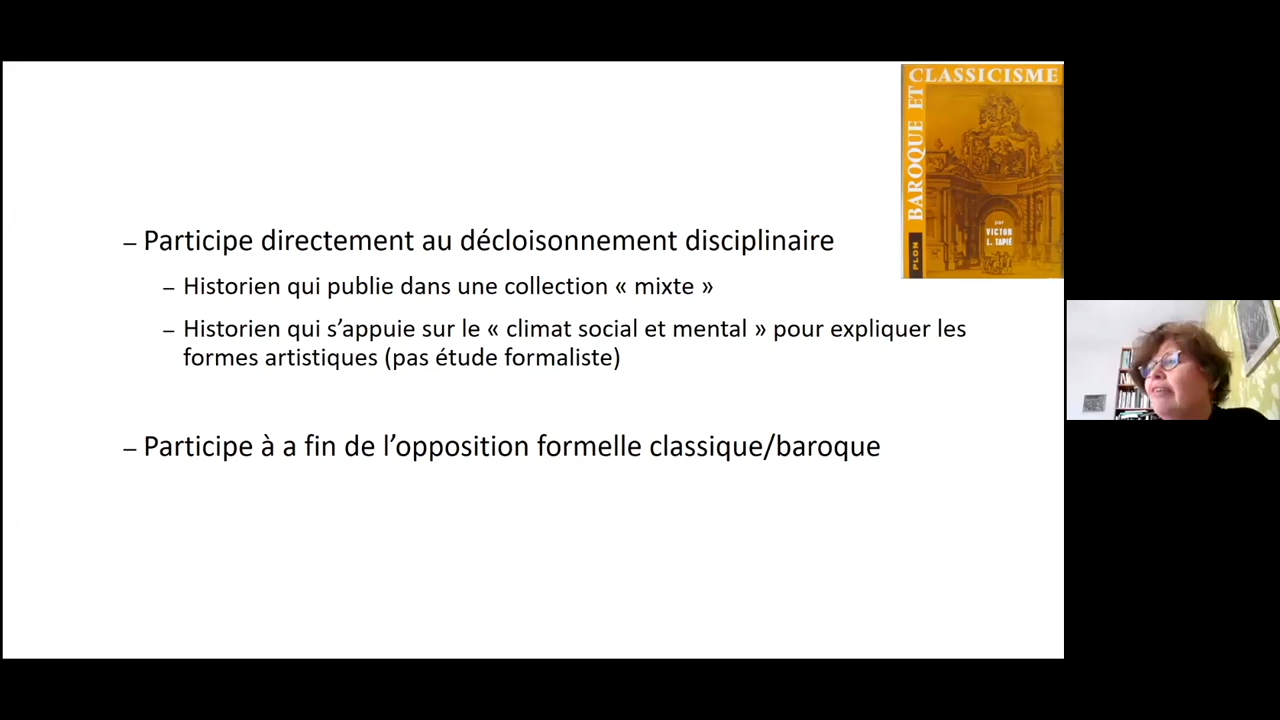 CLASSICISME
BAROQUE ET
par
VICTOR
L. TAPIÉ
PLON
– Participe directement au décloisonnement disciplinaire
– Historien qui publie dans une collection « mixte »
– Historien qui s’appuie sur le « climat social et mental » pour expliquer les
formes artistiques (pas étude formaliste)
– Participe à a fin de l’opposition formelle classique/baroque